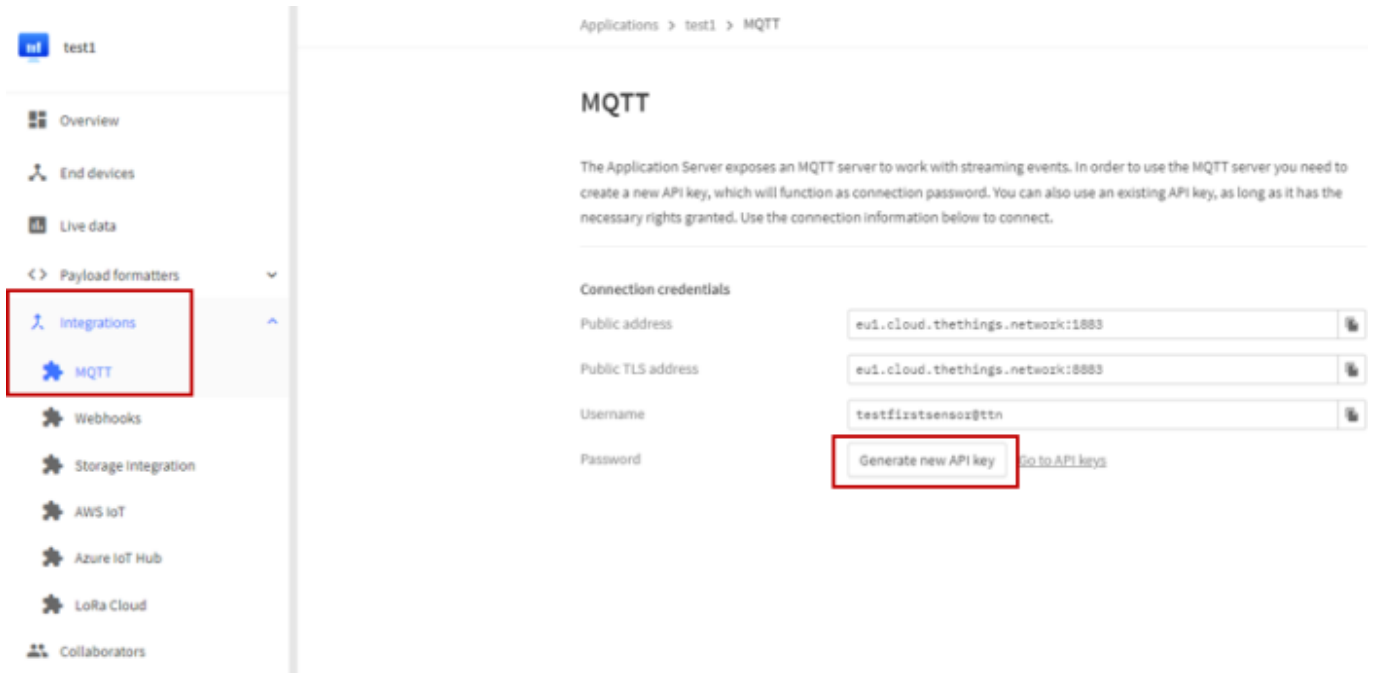 test1
Overview
End devices
Live data
Payload formatters
Integrations
MQTT
Webhooks
Storage Integration
AWS IoT
Azure IoT Hub
LoRa Cloud
Collaborators
Applications > test1 > MQTT
MQTT
The Application Server exposes an MQTT server to work with streaming events. In order to use the MQTT server you need to
create a new API key, which will function as connection password. You can also use an existing API key, as long as it has the
necessary rights granted. Use the connection information below to connect.
Connection credentials
Public address eu1.cloud.thethings.network:1883
Public TLS address eu1.cloud.thethings.network:8883
Username testfirstsensor@ttn
Password Generate new API key Go to API keys